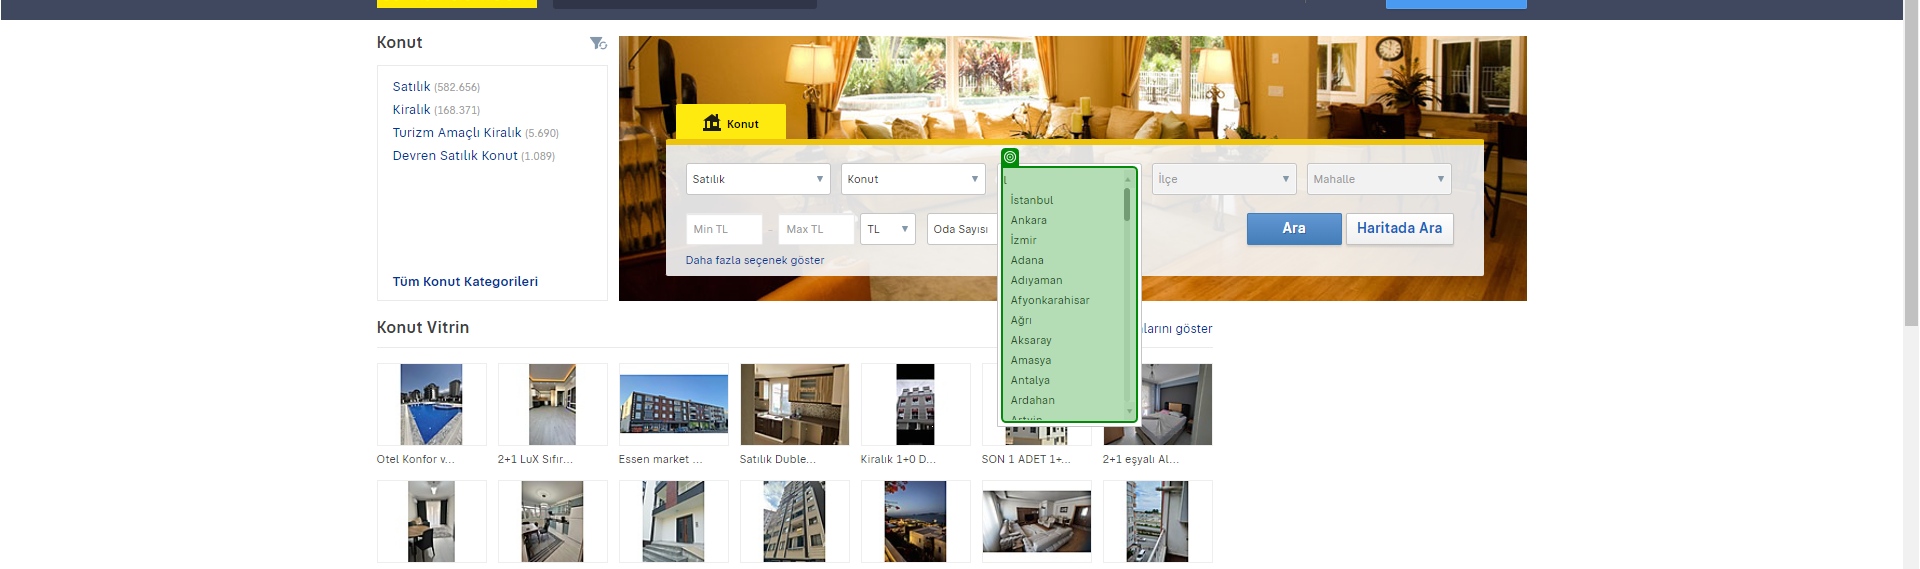 Konut
Satılık (582.656)
Kiralık (168.371)
Turizm Amaçlı Kiralık (5.690)
Devren Satılık Konut (1.089)
Tüm Konut Kategorileri
Konut
Satılık
Konut
İlçe
Mahalle
Min TL - Max TL
TL
Oda Sayısı
Ara
Haritada Ara
Daha fazla seçenek göster
İstanbul
Ankara
İzmir
Adana
Adıyaman
Afyonkarahisar
Ağrı
Aksaray
Amasya
Antalya
Ardahan
Artvin
Konut Vitrin
göster
Otel Konfor v...
2+1 LuX Sıfır...
Essen market ...
Satılık Duble...
Kiralık 1+0 D...
SON 1 ADET 1+...
2+1 eşyalı Al...